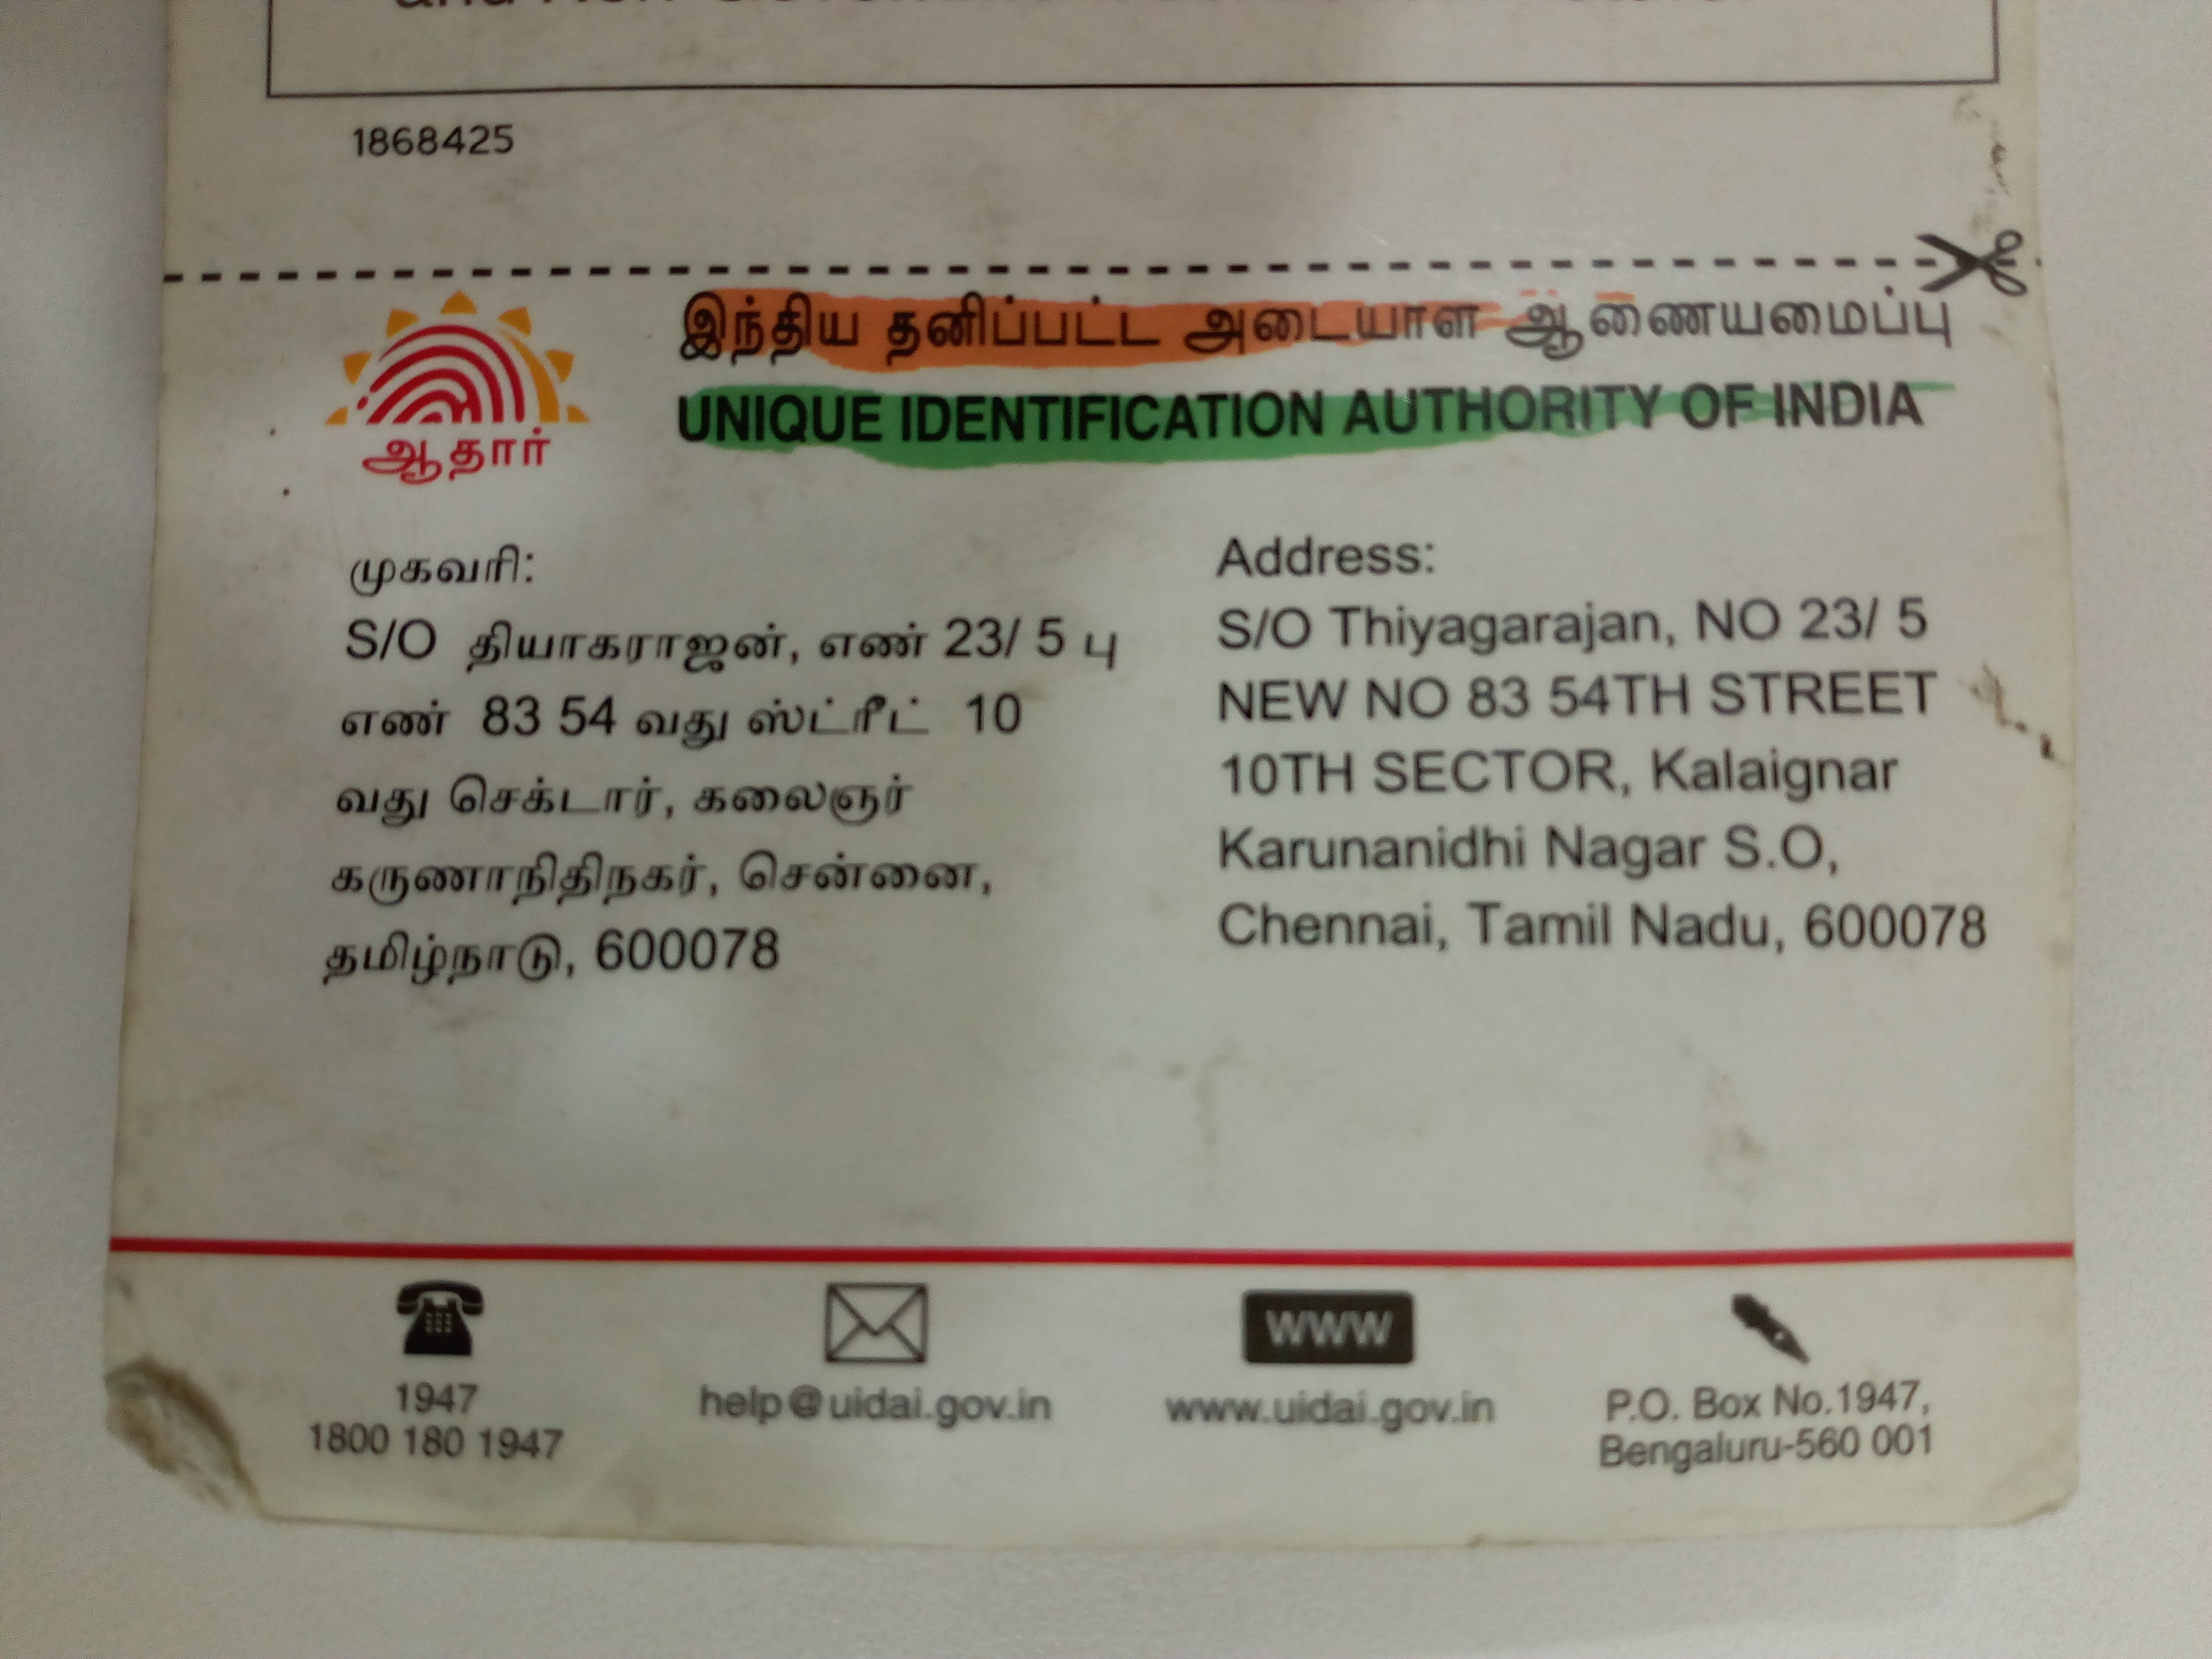 1868425
ஆதார்
இந்திய தனிப்பட்ட அடையாள ஆணையமைப்பு
UNIQUE IDENTIFICATION AUTHORITY OF INDIA
முகவரி:
S/O தியாகராஜன், எண் 23/ 5 பு
எண் 83 54 வது ஸ்ட்ரீட் 10
வது செக்டார், கலைஞர்
கருணாநிதிநகர், சென்னை,
தமிழ்நாடு, 600078
Address:
S/O Thiyagarajan, NO 23/ 5
NEW NO 83 54TH STREET
10TH SECTOR, Kalaignar
Karunanidhi Nagar S.O,
Chennai, Tamil Nadu, 600078
1947
1800 180 1947
help@uidai.gov.in
www
www.uidai.gov.in
P.O. Box No.1947,
Bengaluru-560 001